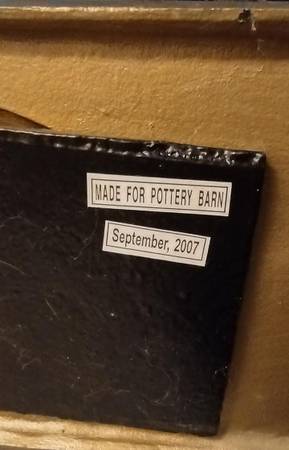 MADE FOR POTTERY BARN
September, 2007